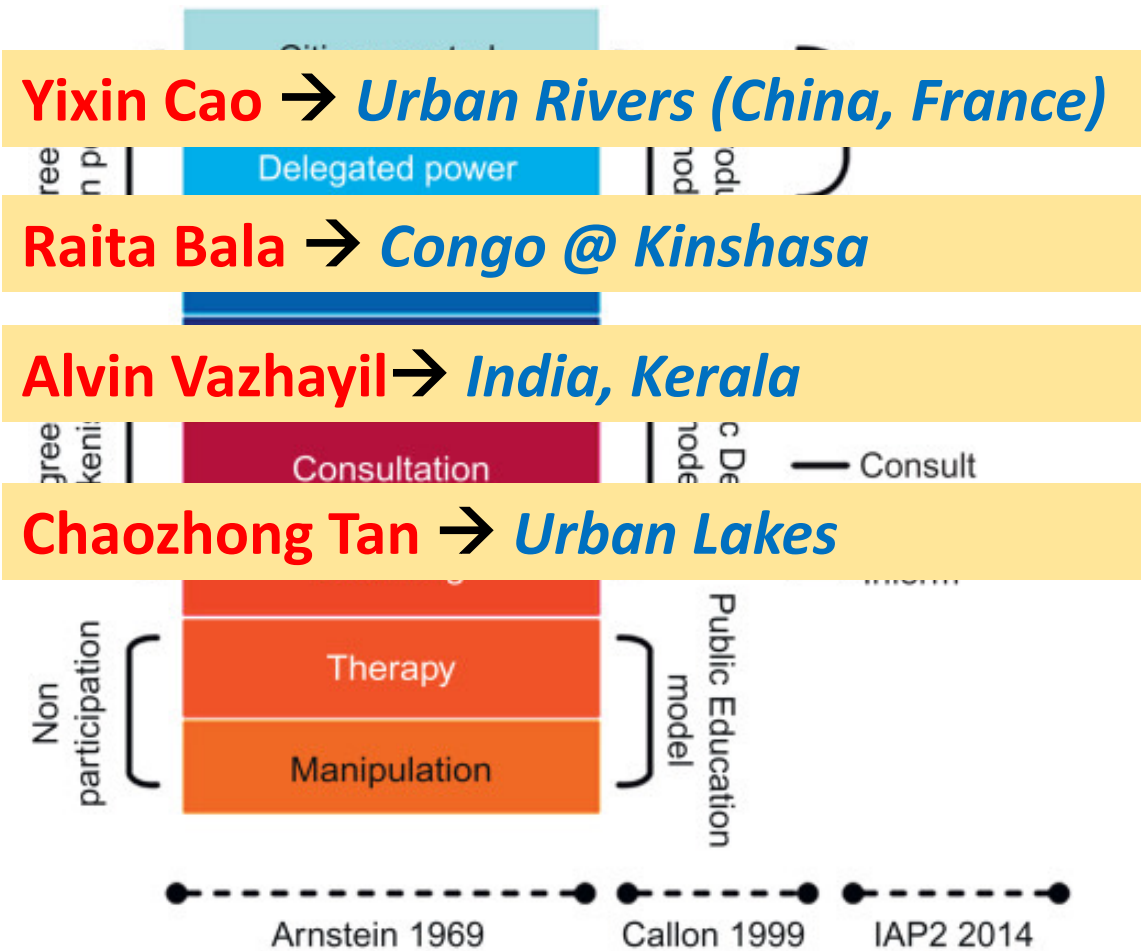 Yixin Cao → Urban Rivers (China, France)
Delegated power
Raita Bala → Congo @ Kinshasa
Alvin Vazhayil→ India, Kerala
Consultation
Consult
Chaozhong Tan → Urban Lakes
Non
participation
Therapy
Manipulation
Public Education
model
Arnstein 1969
Callon 1999
IAP2 2014